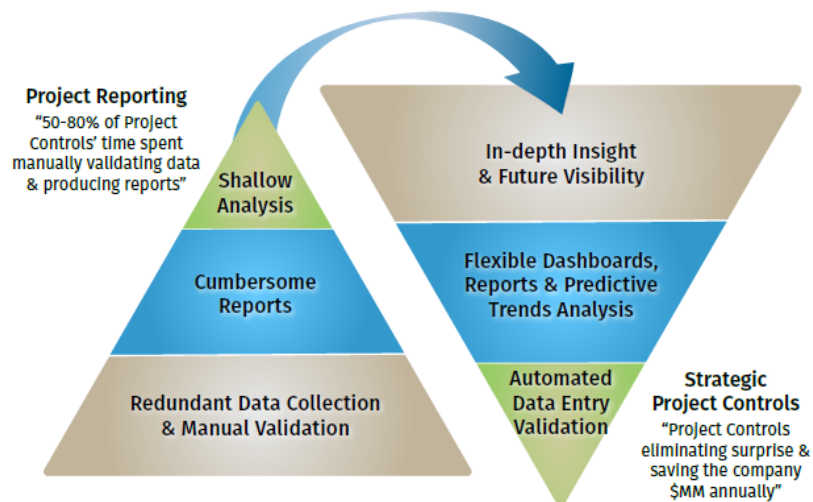 Project Reporting
“50-80% of Project
Controls’ time spent
manually validating data
& producing reports”
Shallow
Analysis
Cumbersome
Reports
Redundant Data Collection
& Manual Validation
In-depth Insight
& Future Visibility
Flexible Dashboards,
Reports & Predictive
Trends Analysis
Automated
Data Entry
Validation
Strategic
Project Controls
“Project Controls
eliminating surprise &
saving the company
$MM annually”